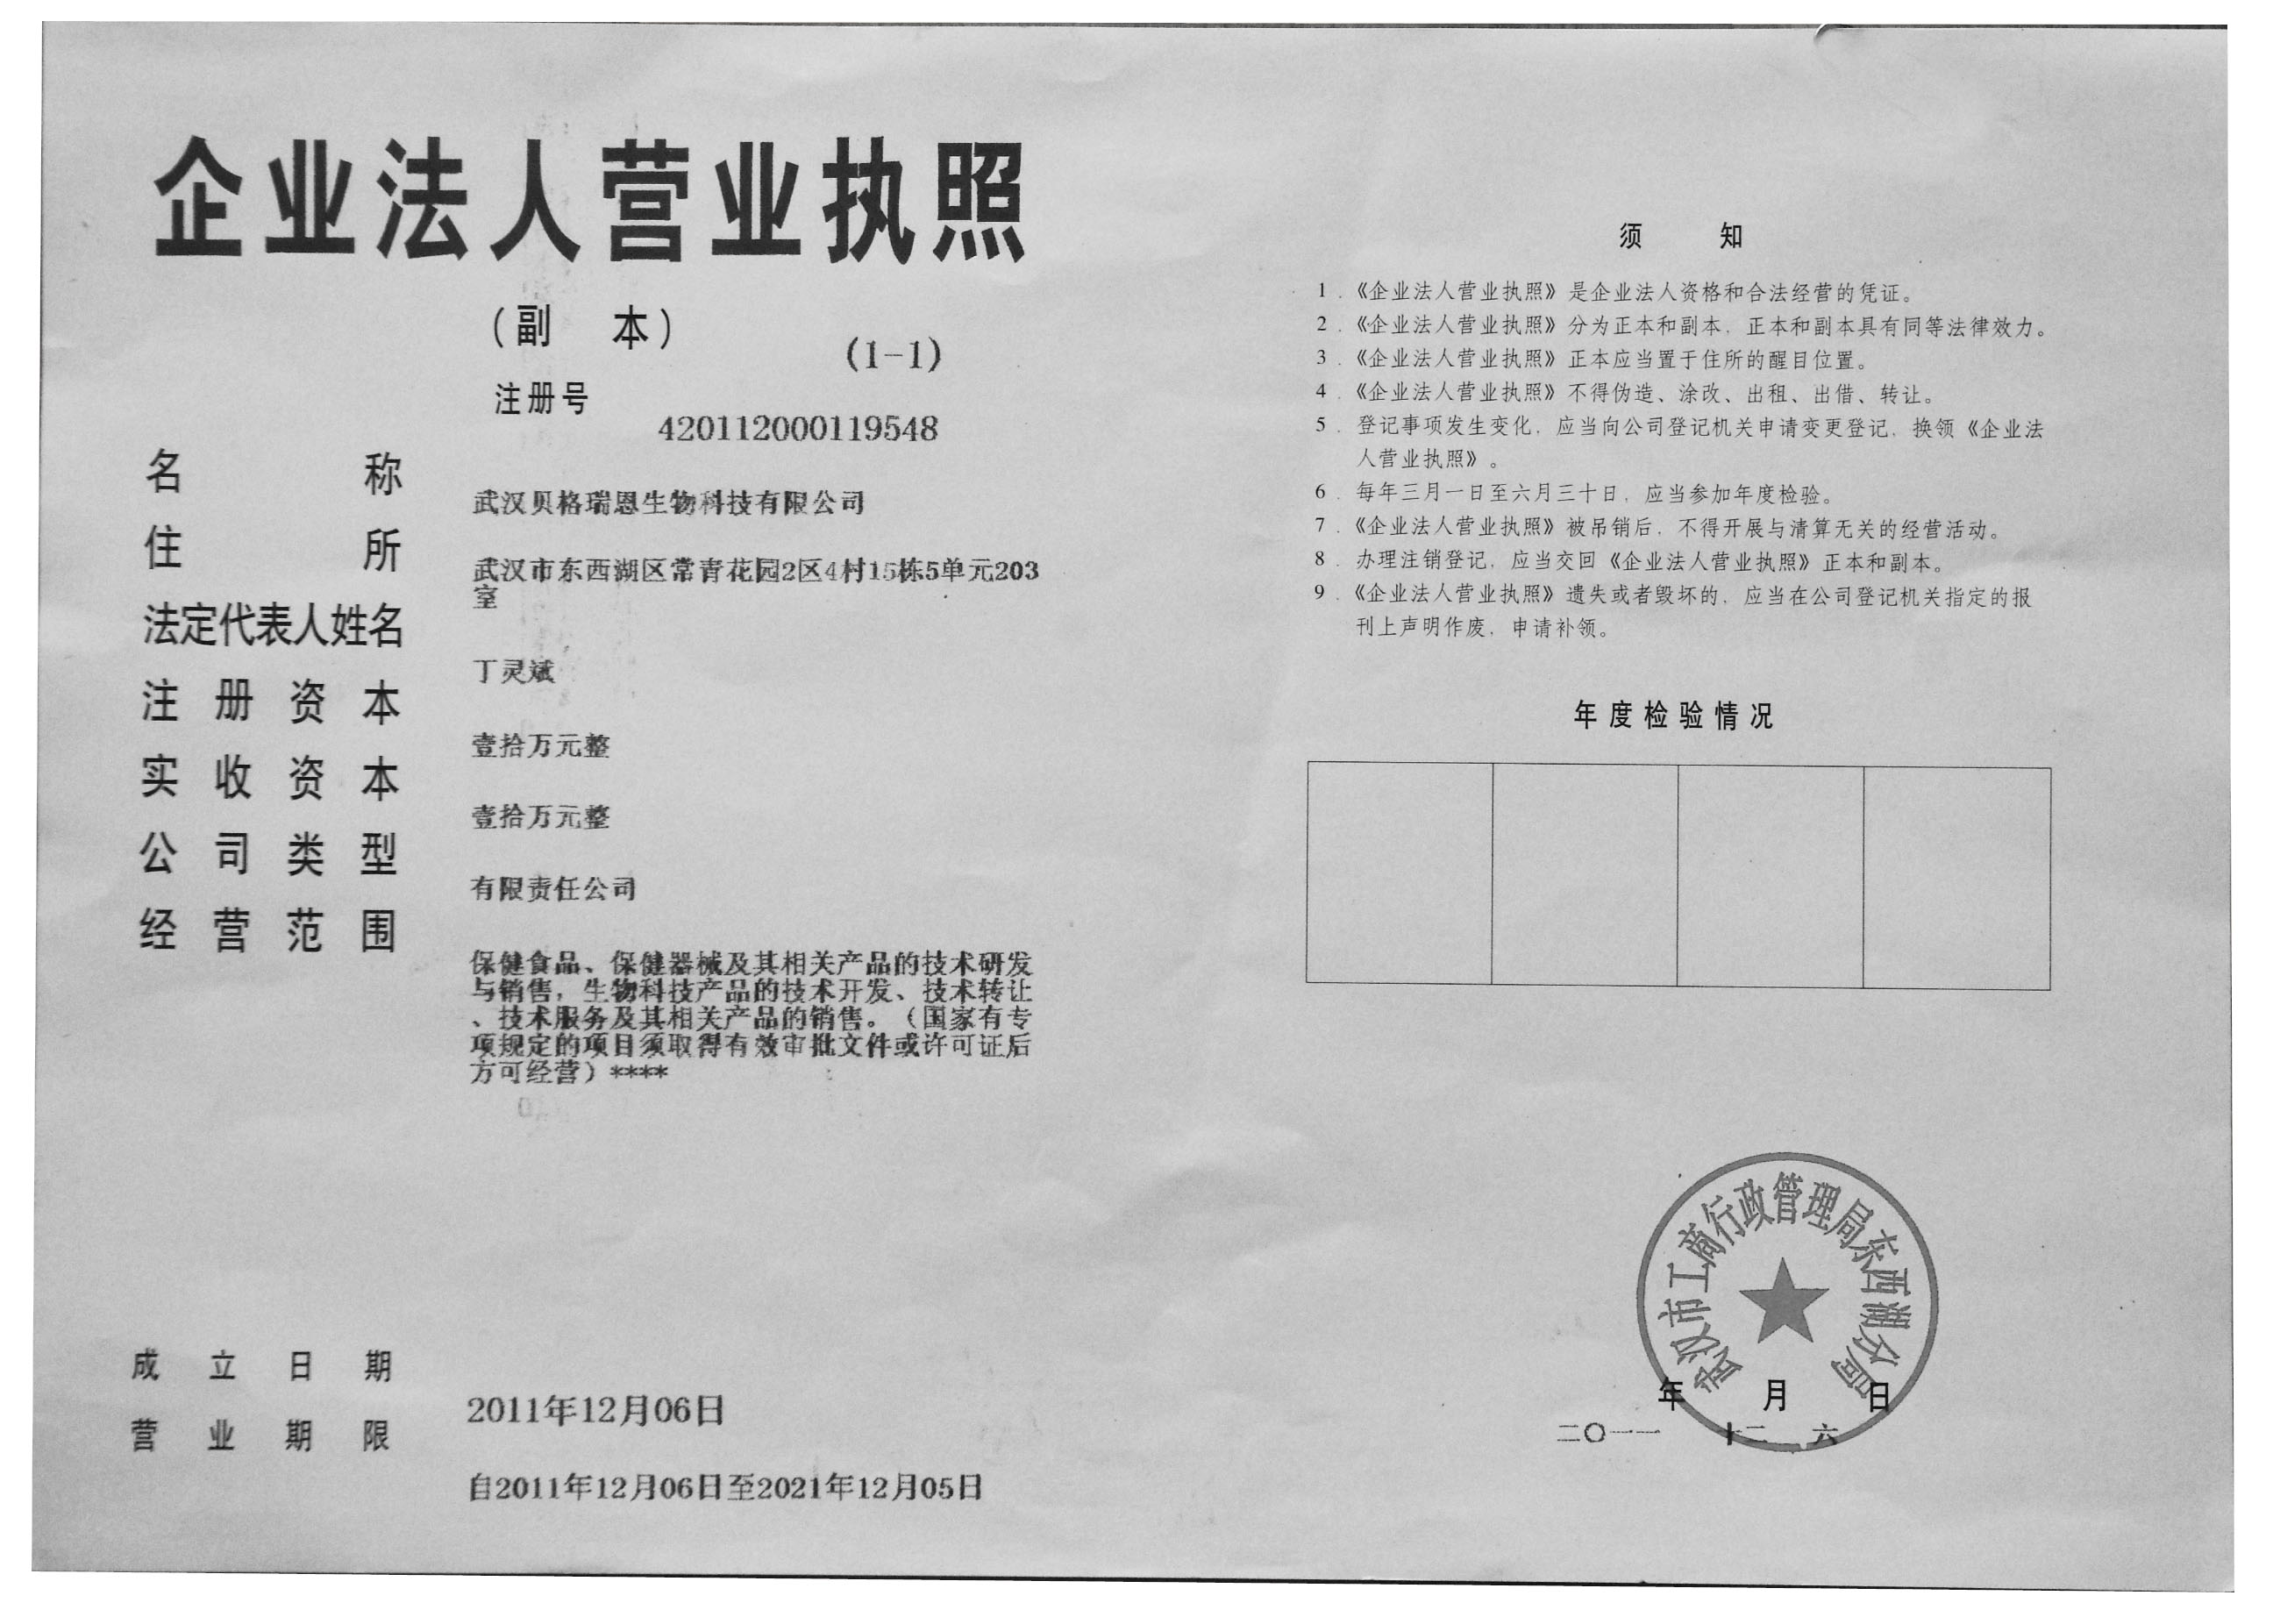 企业法人营业执照
(副 本)
(1-1)
注册号
420112000119548
名 称
武汉贝格瑞恩生物科技有限公司
住 所
武汉市东西湖区常青花园2区4村15栋5单元203
室
法定代表人姓名
丁灵斌
注册资本
壹拾万元整
实收资本
壹拾万元整
公司类型
有限责任公司
经营范围
保健食品、保健器械及其相关产品的技术研发
与销售，生物科技产品的技术开发、技术转让
、技术服务及其相关产品的销售。（国家有专
项规定的项目须取得有效审批文件或许可证后
方可经营）****
成立日期
2011年12月06日
营业期限
自2011年12月06日至2021年12月05日
须 知
1．《企业法人营业执照》是企业法人资格和合法经营的凭证。
2．《企业法人营业执照》分为正本和副本，正本和副本具有同等法律效力。
3．《企业法人营业执照》正本应当置于住所的醒目位置。
4．《企业法人营业执照》不得伪造、涂改、出租、出借、转让。
5．登记事项发生变化，应当向公司登记机关申请变更登记，换领《企业法
人营业执照》。
6．每年三月一日至六月三十日，应当参加年度检验。
7．《企业法人营业执照》被吊销后，不得开展与清算无关的经营活动。
8．办理注销登记，应当交回《企业法人营业执照》正本和副本。
9．《企业法人营业执照》遗失或者毁坏的，应当在公司登记机关指定的报
刊上声明作废，申请补领。
年度检验情况
武汉市工商行政管理局东西湖分局
年 月 日
二〇一一 十二 六